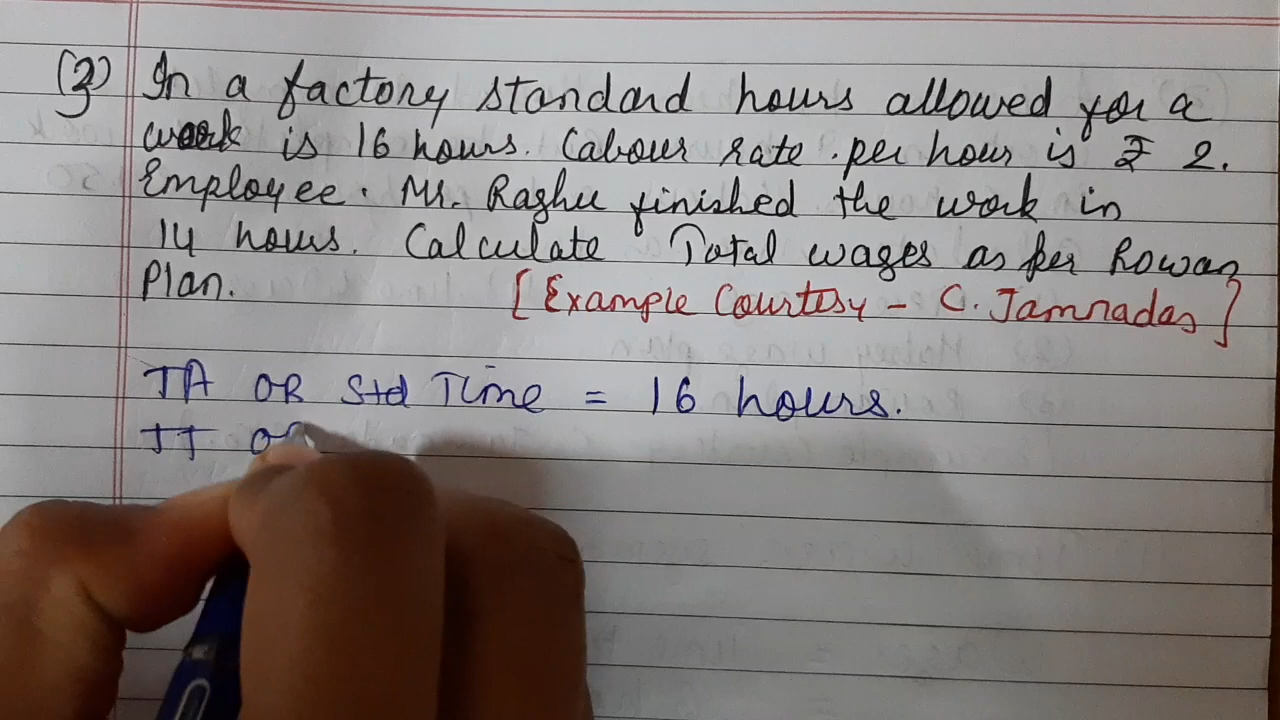 (3) In a factory standard hours allowed for a
work is 16 hours. Labour rate per hour is ₹ 2.
Employee. Mr. Raghu finished the work in
14 hours. Calculate Total wages as per Rowan
Plan. [Example Courtesy - C. Jamnadas]
TA OR Std Time = 16 hours.
TT OR